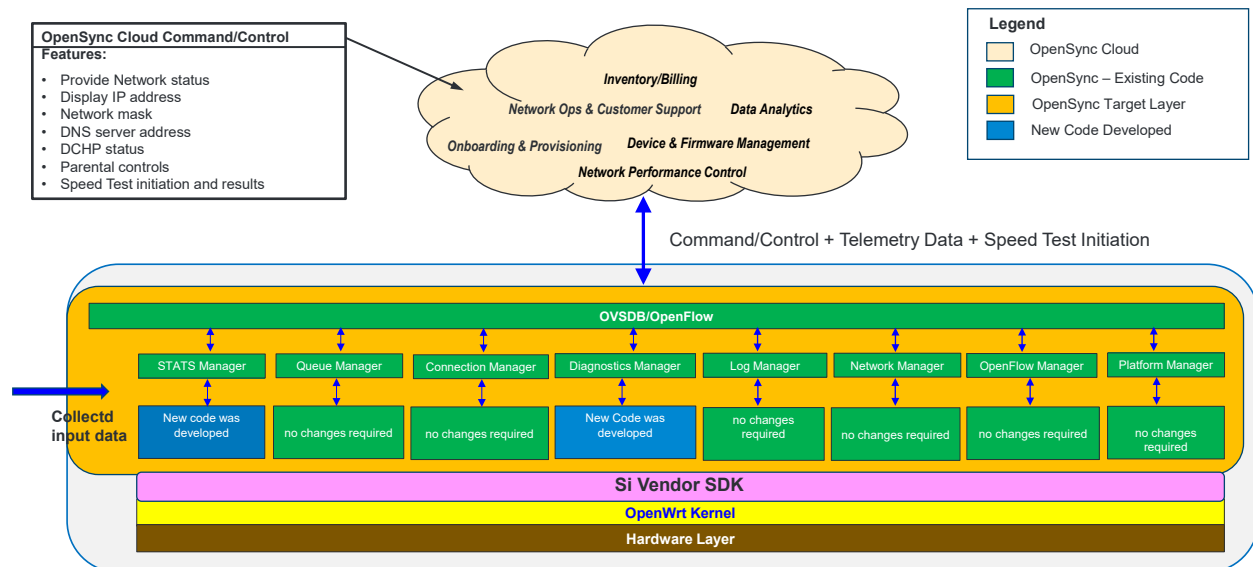 OpenSync Cloud Command/Control
Features:
• Provide Network status
• Display IP address
• Network mask
• DNS server address
• DCHP status
• Parental controls
• Speed Test initiation and results
Inventory/Billing
Network Ops & Customer Support
Data Analytics
Onboarding & Provisioning
Device & Firmware Management
Network Performance Control
Legend
OpenSync Cloud
OpenSync – Existing Code
OpenSync Target Layer
New Code Developed
Command/Control + Telemetry Data + Speed Test Initiation
OVSDB/OpenFlow
STATS Manager
Queue Manager
Connection Manager
Diagnostics Manager
Log Manager
Network Manager
OpenFlow Manager
Platform Manager
Collectd
input data
New code was
developed
no changes required
no changes required
New Code was
developed
no changes
required
no changes required
no changes required
no changes
required
Si Vendor SDK
OpenWrt Kernel
Hardware Layer